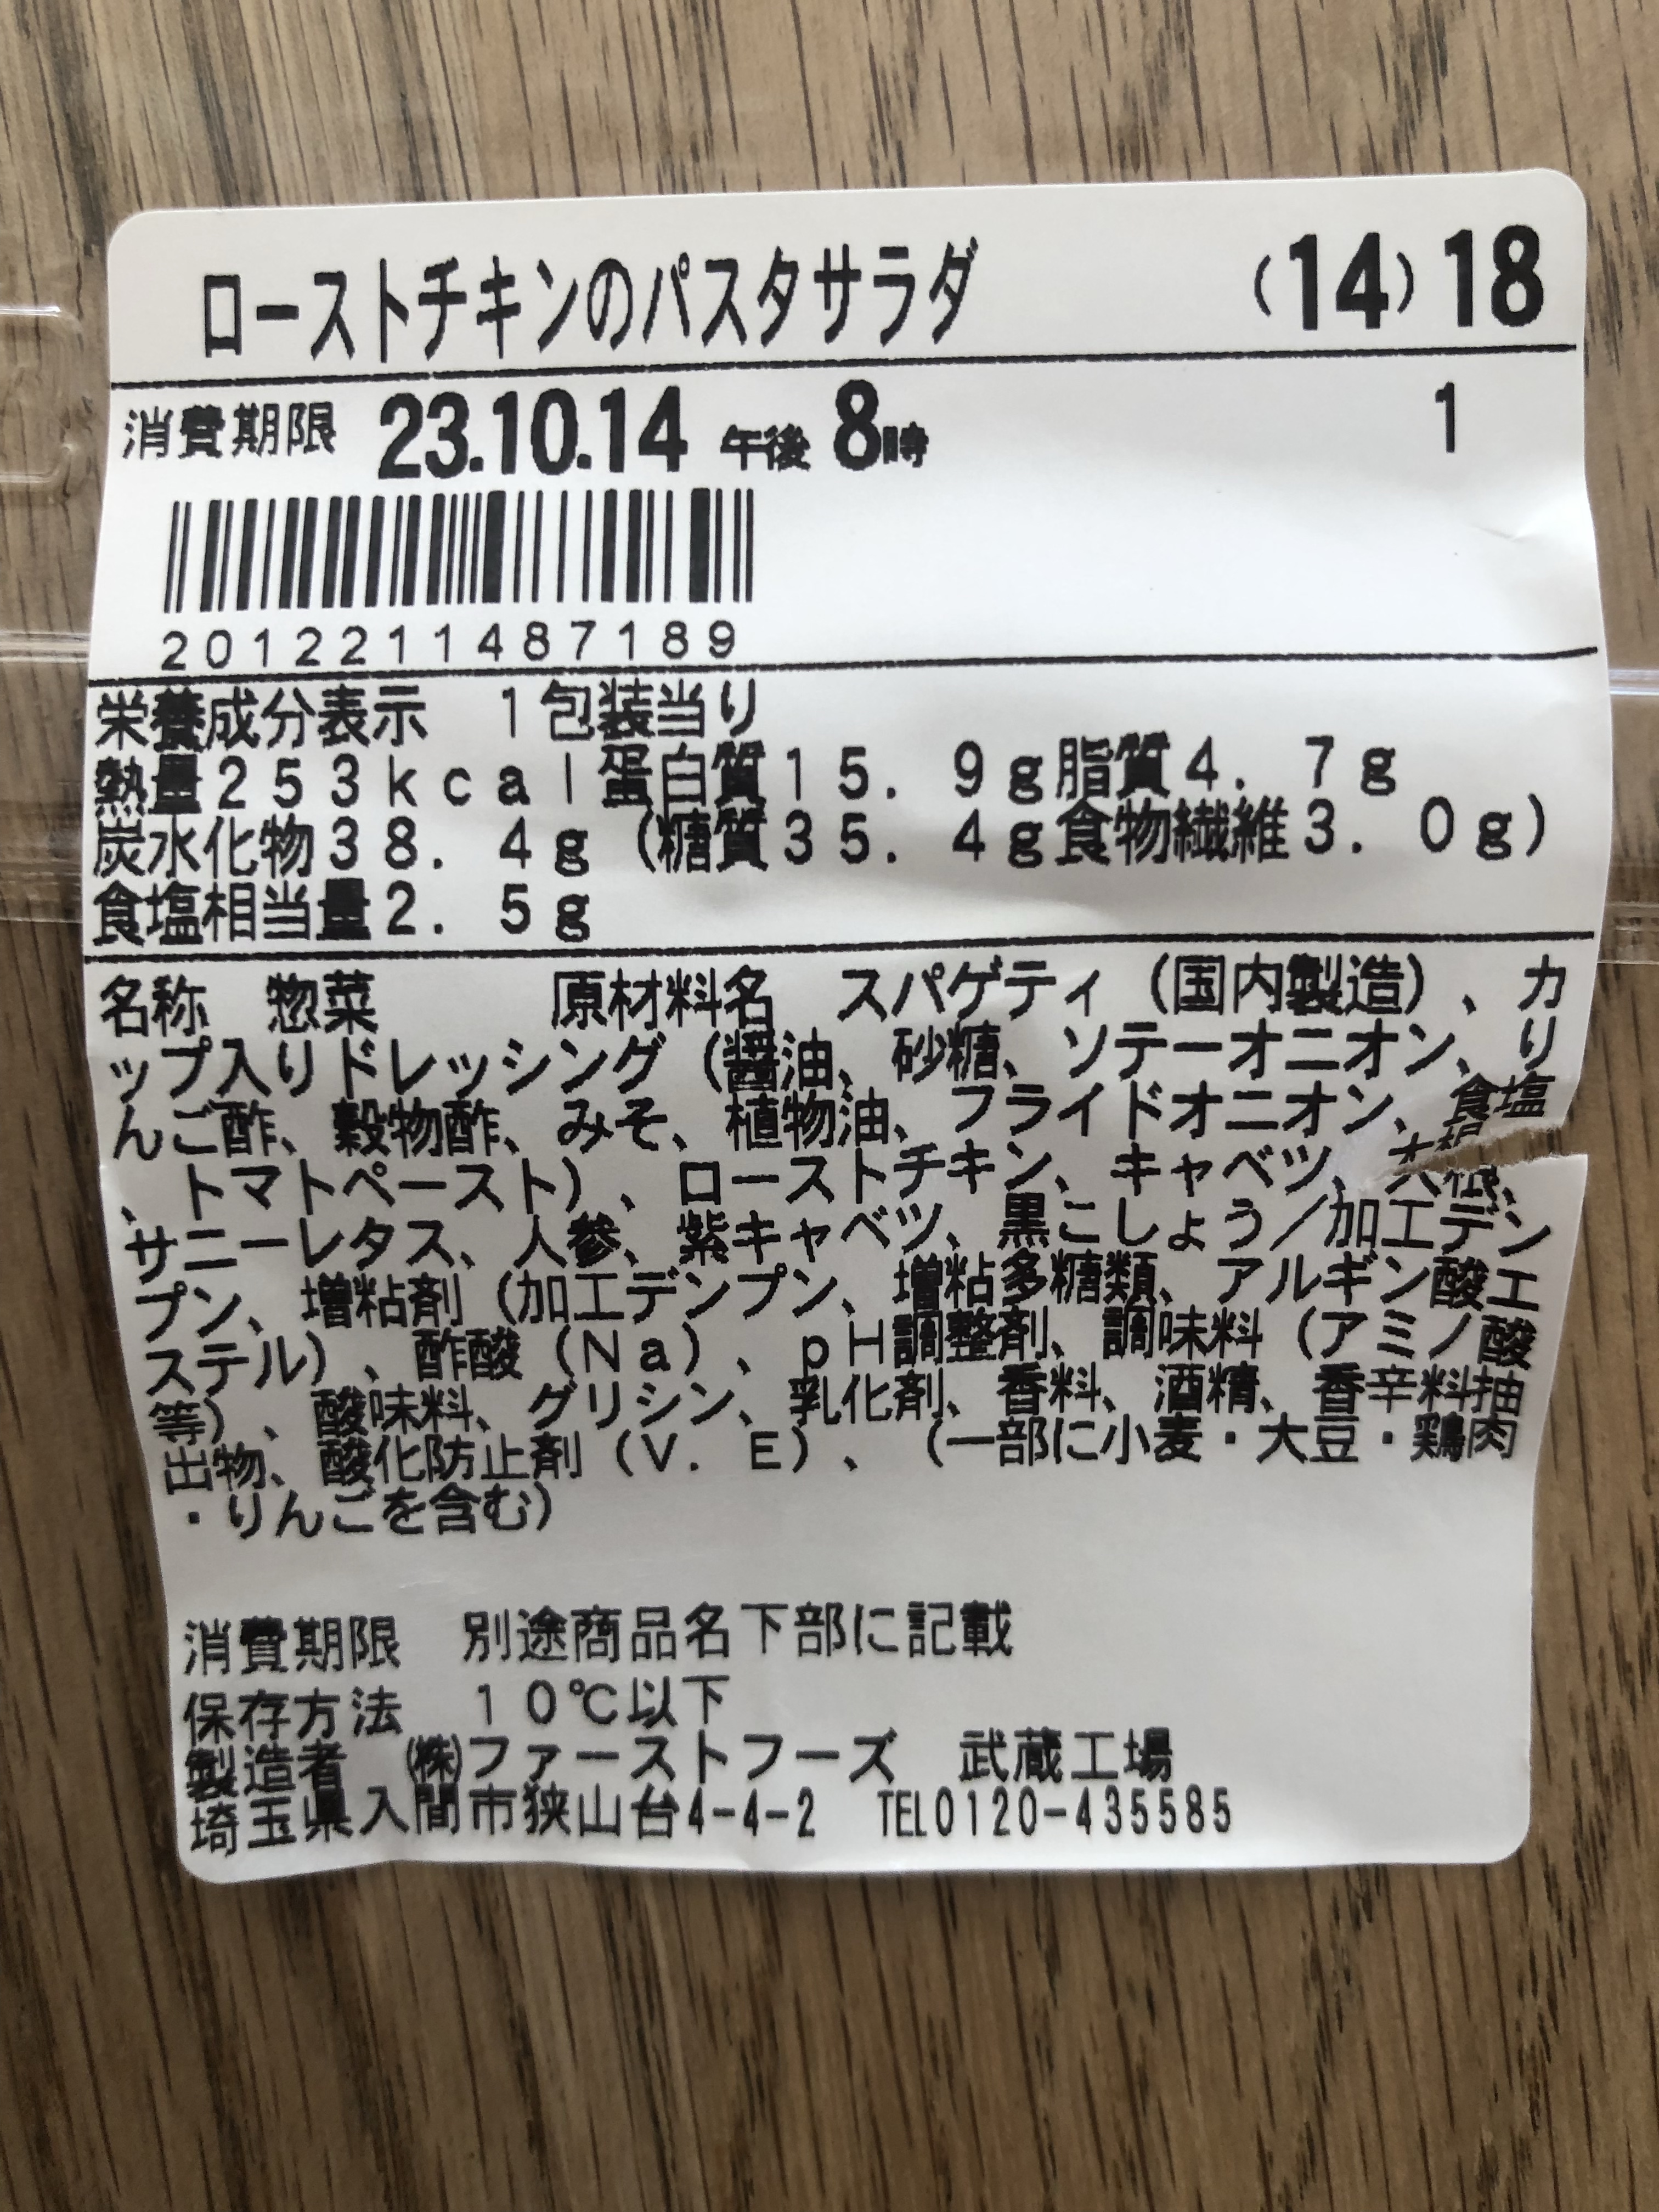 ローストチキンのパスタサラダ (14) 18
消費期限 23.10.14 午後 8時 1
2012211487189
栄養成分表示 1包装当り
熱量253kcal蛋白質15.9g脂質4.7g
炭水化物38.4g(糖質35.4g食物繊維3.0g)
食塩相当量2.5g
名称 惣菜 原材料名 スパゲティ(国内製造)、カ
ップ入りドレッシング(醤油、砂糖、ソテーオニオン、り
んご酢、穀物酢、みそ、植物油、フライドオニオン、食塩
、トマトペースト)、ローストチキン、キャベツ、大根、
サニーレタス、人参、紫キャベツ、黒こしょう/加工デン
プン、増粘剤(加工デンプン、増粘多糖類、アルギン酸エ
ステル)、酢酸(Na)、pH調整剤、調味料(アミノ酸
等)、酸味料、グリシン、乳化剤、香料、酒精、香辛料抽
出物、酸化防止剤(V.E)、(一部に小麦・大豆・鶏肉
・りんごを含む)
消費期限 別途商品名下部に記載
保存方法 10℃以下
製造者 ㈱ファーストフーズ 武蔵工場
埼玉県入間市狭山台4-4-2 TEL0120-435585